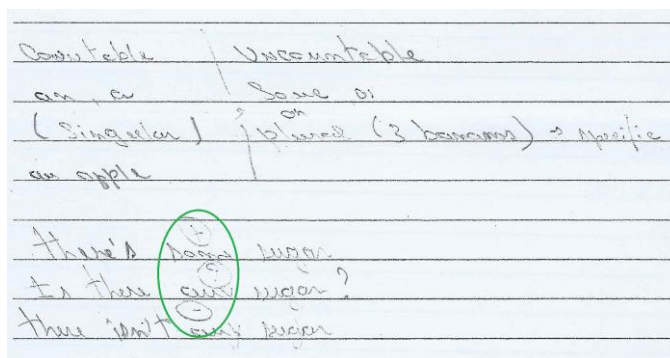 Countable / Uncountable
an, a some or
(Singular) / on plural (3 bananas) → specific
an apple
(+)
there's some sugar
(?)
Is there any sugar?
(-)
there isn't any sugar